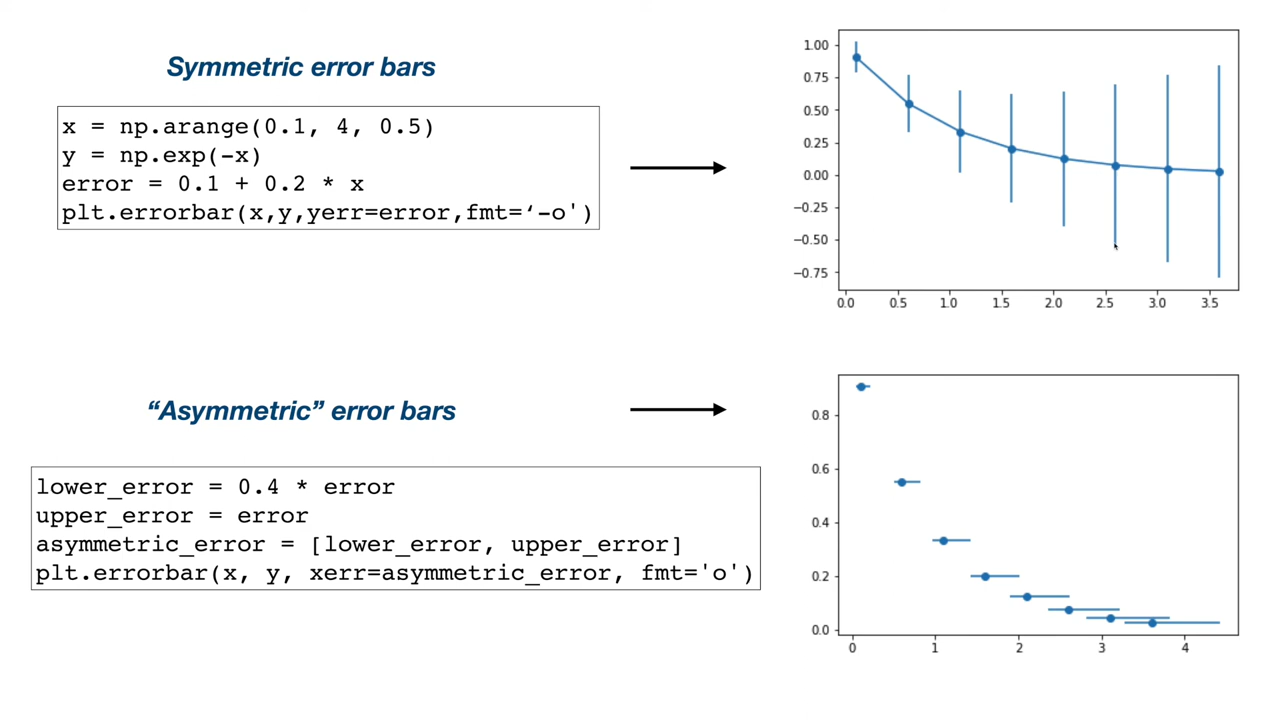 Symmetric error bars
x = np.arange(0.1, 4, 0.5)
y = np.exp(-x)
error = 0.1 + 0.2 * x
plt.errorbar(x,y,yerr=error,fmt=‘-o')
1.00
0.75
0.50
0.25
0.00
−0.25
−0.50
−0.75
0.0 0.5 1.0 1.5 2.0 2.5 3.0 3.5
“Asymmetric” error bars
lower_error = 0.4 * error
upper_error = error
asymmetric_error = [lower_error, upper_error]
plt.errorbar(x, y, xerr=asymmetric_error, fmt='o')
0.8
0.6
0.4
0.2
0.0
0 1 2 3 4